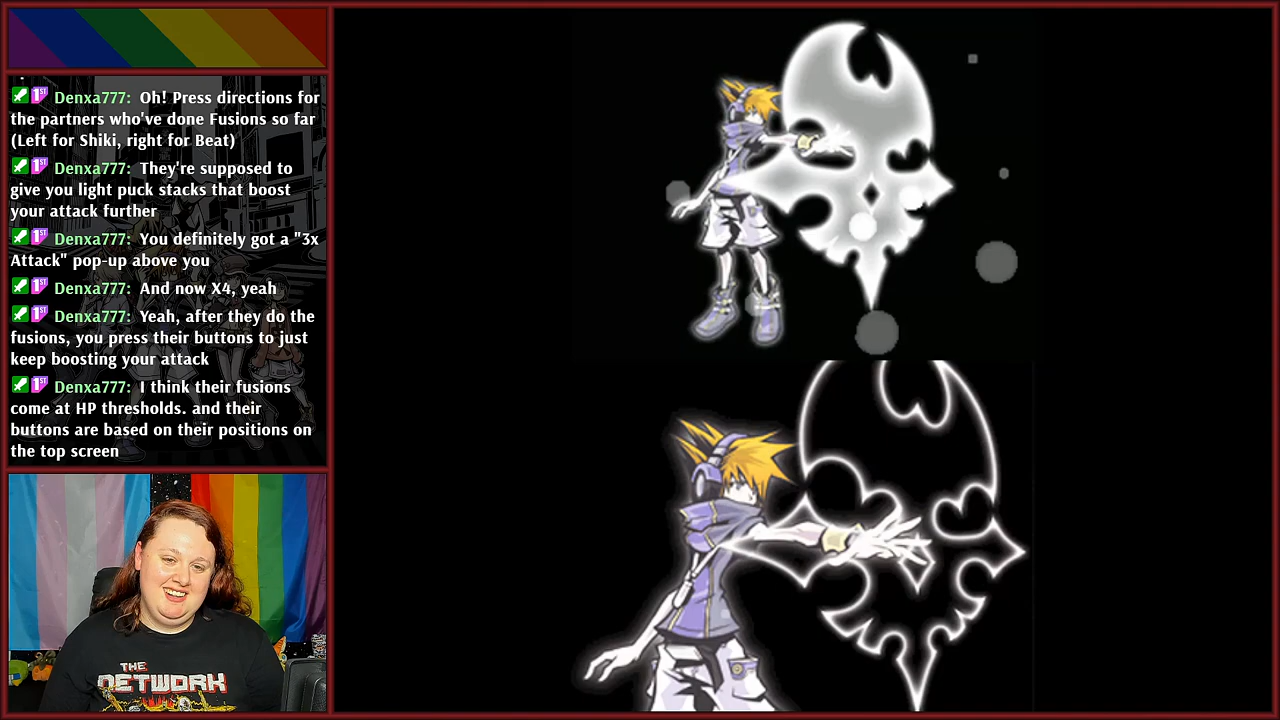 Denxa777: Oh! Press directions for
the partners who've done Fusions so far
(Left for Shiki, right for Beat)
Denxa777: They're supposed to
give you light puck stacks that boost
your attack further
Denxa777: You definitely got a "3x
Attack" pop-up above you
Denxa777: And now X4, yeah
Denxa777: Yeah, after they do the
fusions, you press their buttons to just
keep boosting your attack
Denxa777: I think their fusions
come at HP thresholds. and their
buttons are based on their positions on
the top screen
THE
NETWORK